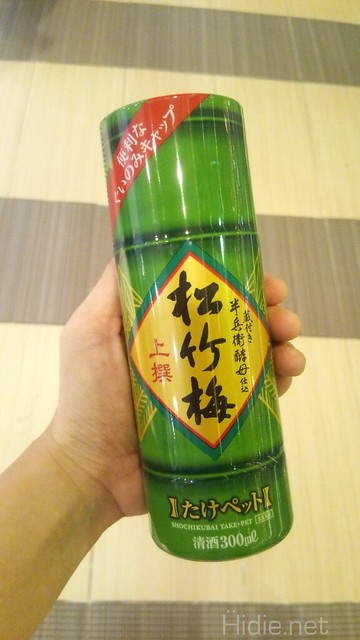 便利な
ぐいのみキャップ
松竹梅
上撰
蔵付き
半兵衛酵母仕込
たけペット
SHOCHIKUBAI TAKE・PET SAKE
清酒300ml
Hidie.net